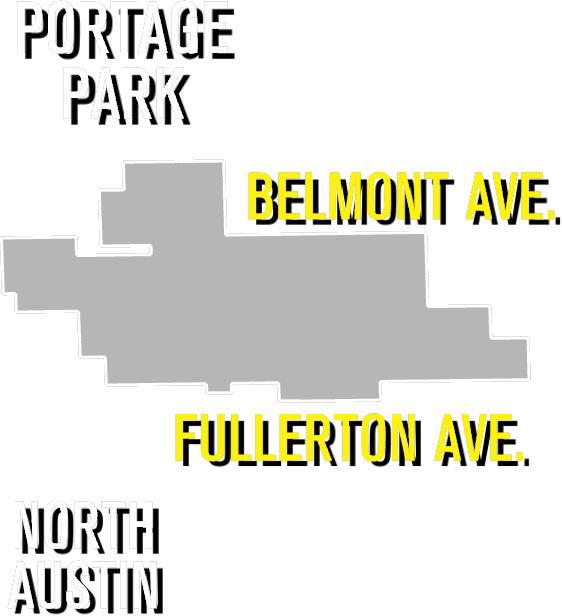 PORTAGE
PARK
BELMONT AVE.
FULLERTON AVE.
NORTH
AUSTIN